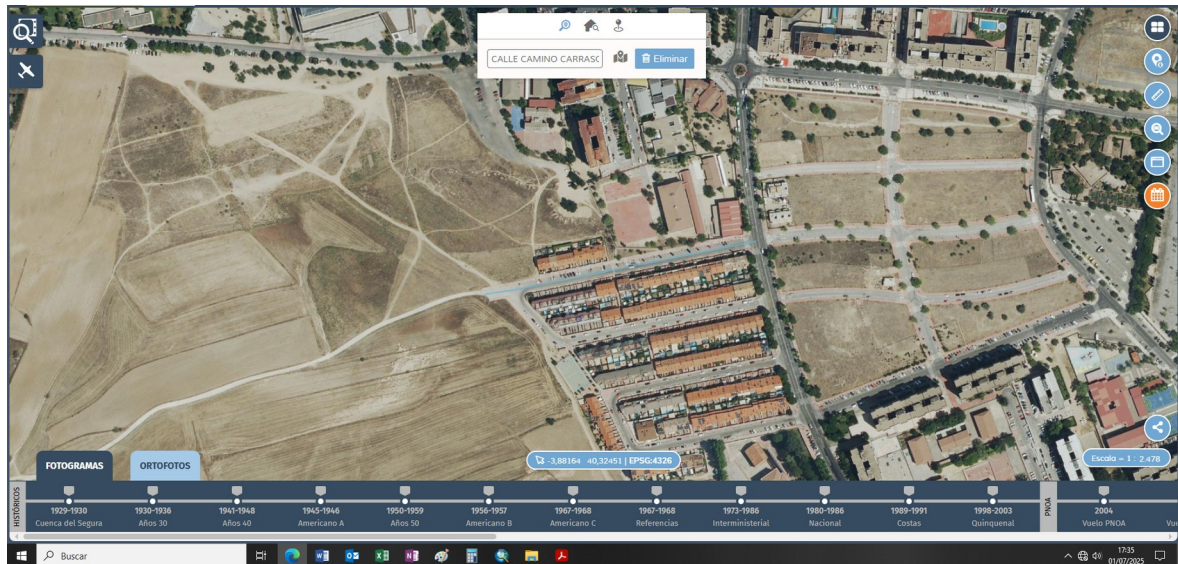 CALLE CAMINO CARRASC
Eliminar
FOTOGRAMAS
ORTOFOTOS
-3,88164 40,32451 | EPSG:4326
Escala = 1 : 2.478
HISTÓRICOS
1929-1930
Cuenca del Segura
1930-1936
Años 30
1941-1948
Años 40
1945-1946
Americano A
1950-1959
Años 50
1956-1957
Americano B
1967-1968
Americano C
1967-1968
Referencias
1973-1986
Interministerial
1980-1986
Nacional
1989-1991
Costas
1998-2003
Quinquenal
PNOA
2004
Vuelo PNOA
Vue
Buscar
17:35
01/07/2025